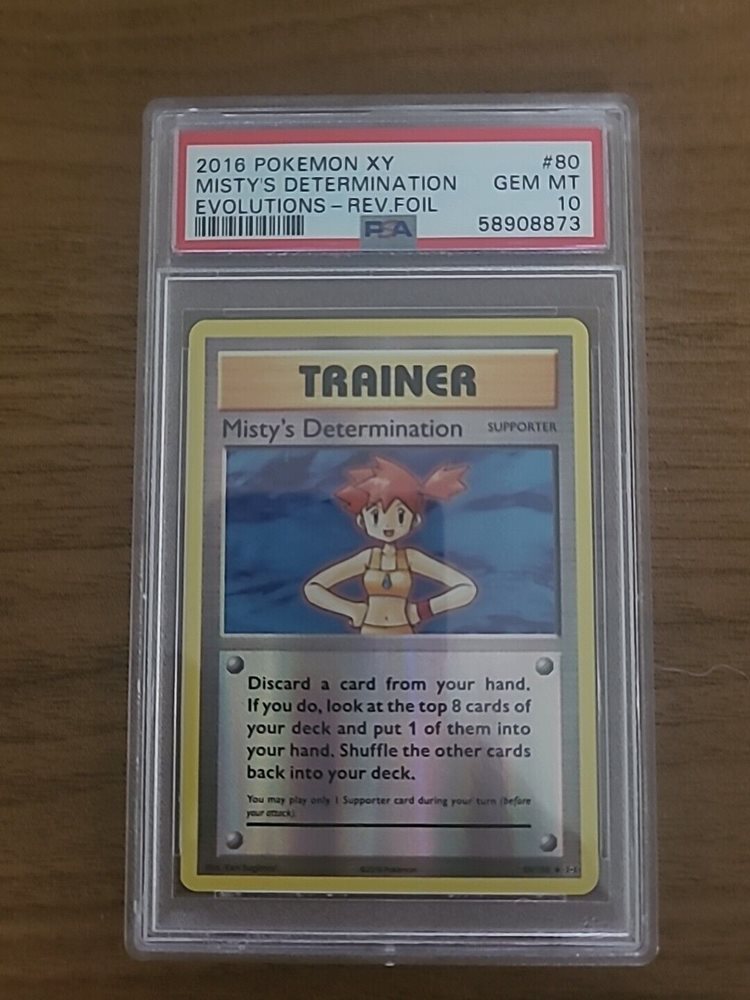 2016 POKEMON XY #80
MISTY'S DETERMINATION GEM MT
EVOLUTIONS - REV.FOIL 10
PSA 58908873
TRAINER
Misty's Determination SUPPORTER
Discard a card from your hand.
If you do, look at the top 8 cards of
your deck and put 1 of them into
your hand. Shuffle the other cards
back into your deck.
You may play only 1 Supporter card during your turn (before
your attack).
©2016 Pokémon